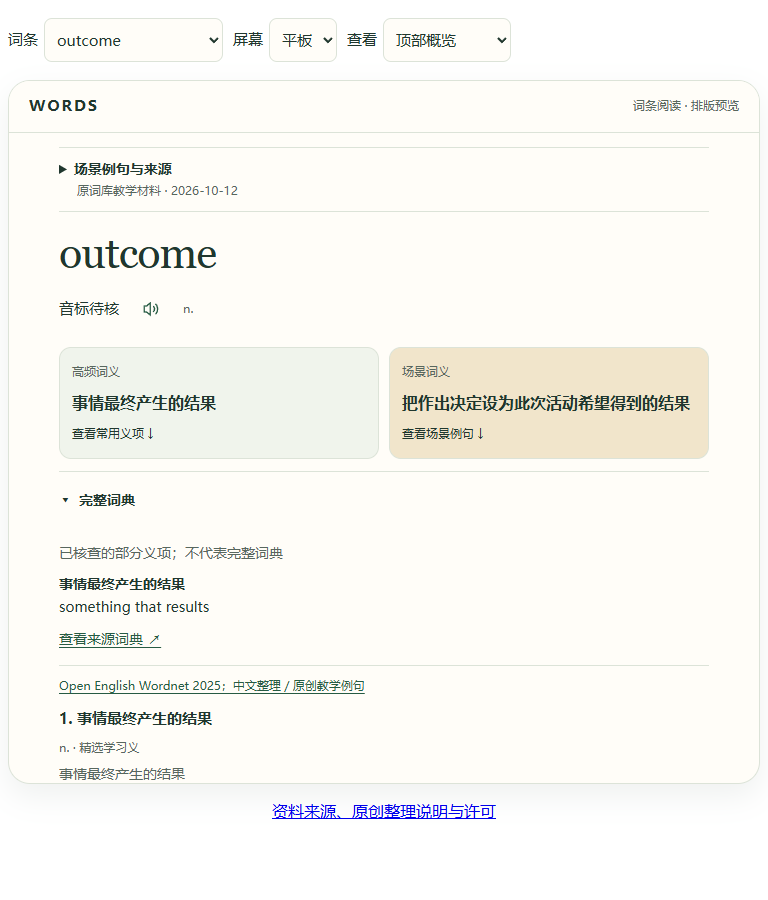 词条 outcome 屏幕 平板 查看 顶部概览
WORDS 词条阅读 · 排版预览
▶ 场景例句与来源
原词库教学材料 · 2026-10-12
outcome
音标待核 n.
高频词义
事情最终产生的结果
查看常用义项↓
场景词义
把作出决定设为此次活动希望得到的结果
查看场景例句↓
▼ 完整词典
已核查的部分义项；不代表完整词典
事情最终产生的结果
something that results
查看来源词典 ↗
Open English Wordnet 2025；中文整理 / 原创教学例句
1. 事情最终产生的结果
n. · 精选学习义
事情最终产生的结果
资料来源、原创整理说明与许可